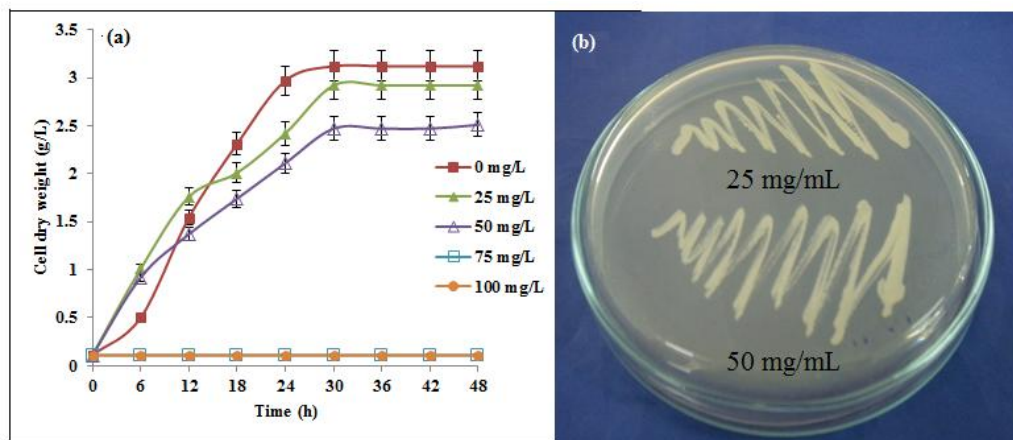 (a)
3.5
3
2.5
2
1.5
1
0.5
0
Cell dry weight (g/L)
0 6 12 18 24 30 36 42 48
Time (h)
0 mg/L
25 mg/L
50 mg/L
75 mg/L
100 mg/L
(b)
25 mg/mL
50 mg/mL